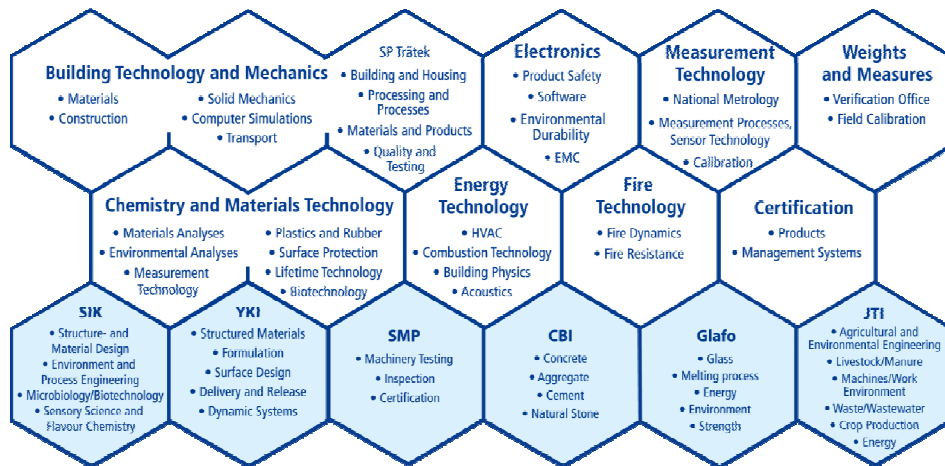 Building Technology and Mechanics
• Materials
• Construction
• Solid Mechanics
• Computer Simulations
• Transport
SP Trätek
• Building and Housing
• Processing and
Processes
• Materials and Products
• Quality and
Testing
Electronics
• Product Safety
• Software
• Environmental
Durability
• EMC
Measurement
Technology
• National Metrology
• Measurement Processes,
Sensor Technology
• Calibration
Weights
and Measures
• Verification Office
• Field Calibration
Chemistry and Materials Technology
• Materials Analyses
• Environmental Analyses
• Measurement
Technology
• Plastics and Rubber
• Surface Protection
• Lifetime Technology
• Biotechnology
Energy
Technology
• HVAC
• Combustion Technology
• Building Physics
• Acoustics
Fire
Technology
• Fire Dynamics
• Fire Resistance
Certification
• Products
• Management Systems
SIK
• Structure- and
Material Design
• Environment and
Process Engineering
• Microbiology/Biotechnology
• Sensory Science and
Flavour Chemistry
YKI
• Structured Materials
• Formulation
• Surface Design
• Delivery and Release
• Dynamic Systems
SMP
• Machinery Testing
• Inspection
• Certification
CBI
• Concrete
• Aggregate
• Cement
• Natural Stone
Glafo
• Glass
• Melting process
• Energy
• Environment
• Strength
JTI
• Agricultural and
Environmental Engineering
• Livestock/Manure
• Machines/Work
Environment
• Waste/Wastewater
• Crop Production
• Energy